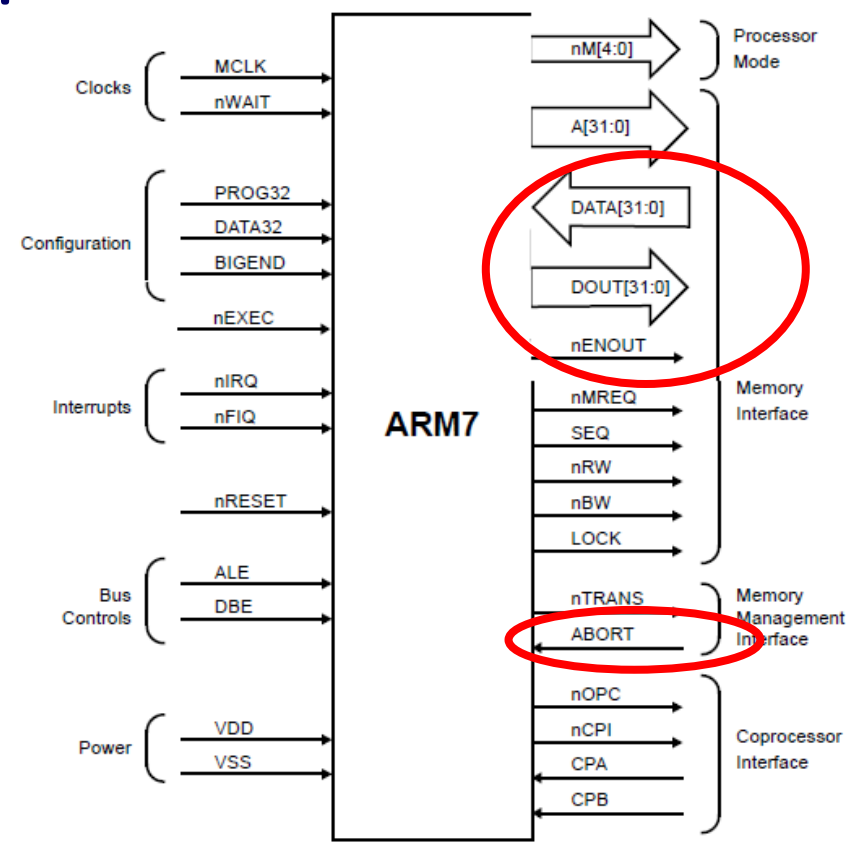 Clocks
MCLK
nWAIT
Configuration
PROG32
DATA32
BIGEND
nEXEC
Interrupts
nIRQ
nFIQ
nRESET
Bus
Controls
ALE
DBE
Power
VDD
VSS
ARM7
nM[4:0]
Processor
Mode
A[31:0]
DATA[31:0]
DOUT[31:0]
nENOUT
nMREQ
SEQ
nRW
nBW
LOCK
Memory
Interface
nTRANS
ABORT
Memory
Management
Interface
nOPC
nCPI
CPA
CPB
Coprocessor
Interface